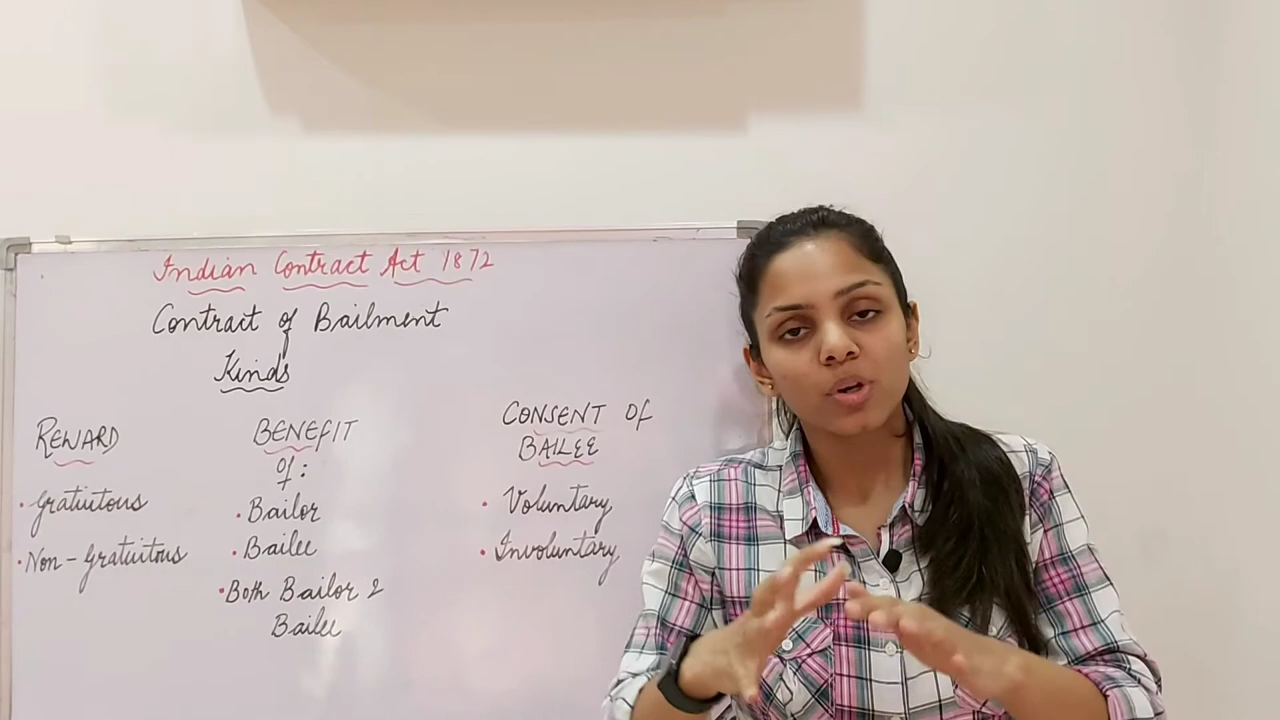 Indian Contract Act 1872
Contract of Bailment
Kinds
REWARD
• Gratuitous
• Non-Gratuitous
BENEFIT
of:
• Bailor
• Bailee
• Both Bailor &
Bailee
CONSENT OF
BAILEE
• Voluntary
• Involuntary